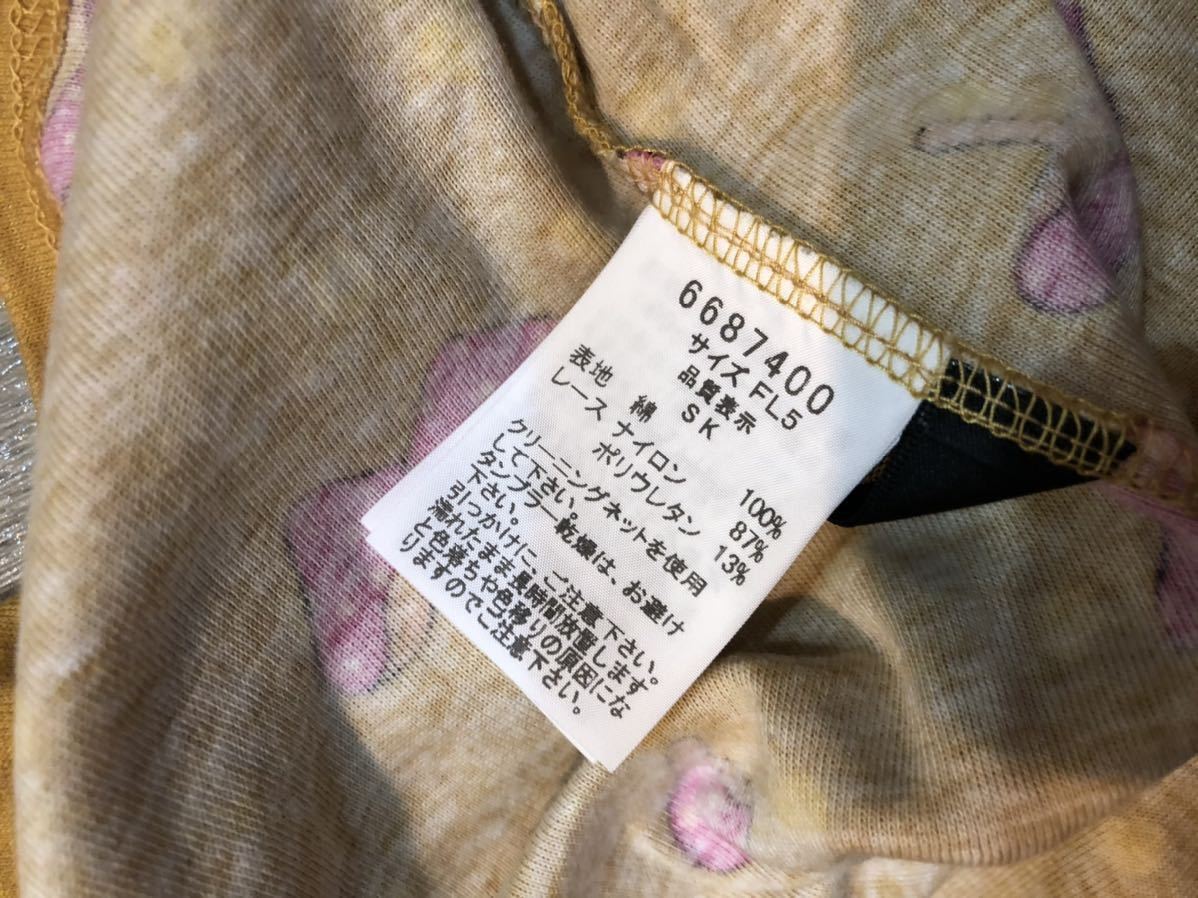 6687400
サイズ FL5
品質表示
SK
表地 綿 100%
レース ナイロン 87%
ポリウレタン 13%
クリーニングネットを使用
して下さい。
タンブラー乾燥は、お避け
下さい。
引っかけに、ご注意下さい。
濡れたまま長時間放置します
と色落ちや色移りの原因にな
りますのでご注意下さい。